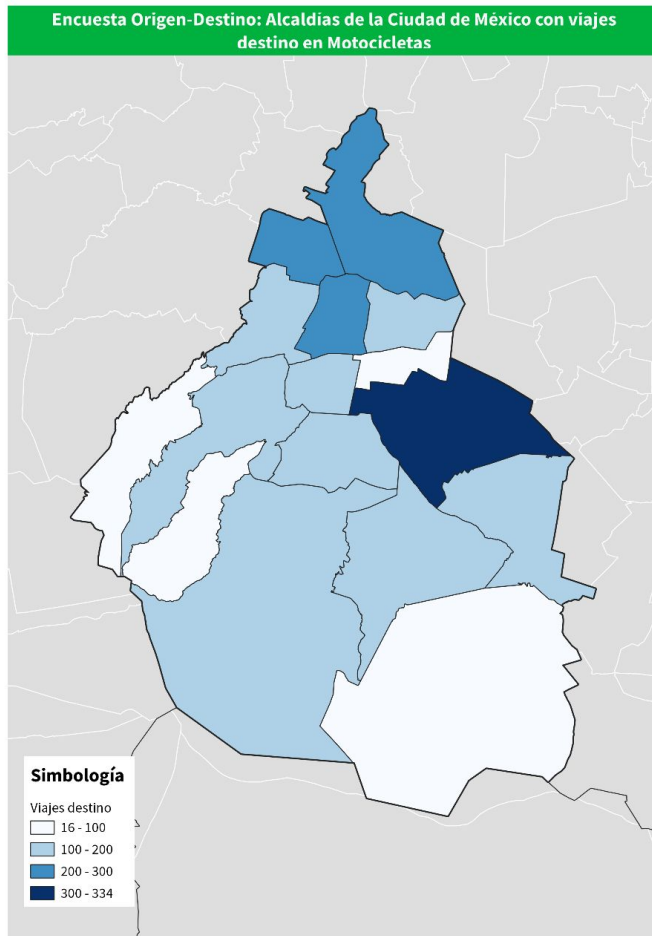 Encuesta Origen-Destino: Alcaldías de la Ciudad de México con viajes
destino en Motocicletas
Simbología
Viajes destino
16 - 100
100 - 200
200 - 300
300 - 334